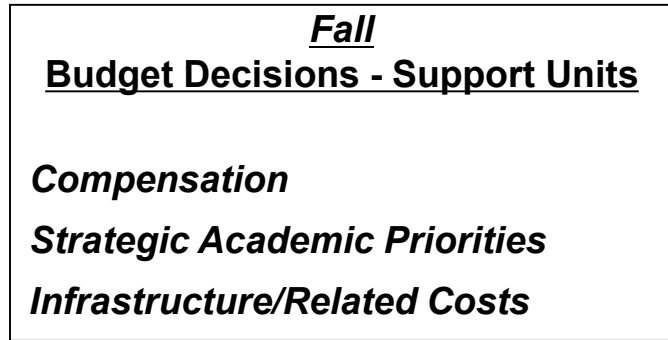 Fall
Budget Decisions - Support Units
Compensation
Strategic Academic Priorities
Infrastructure/Related Costs